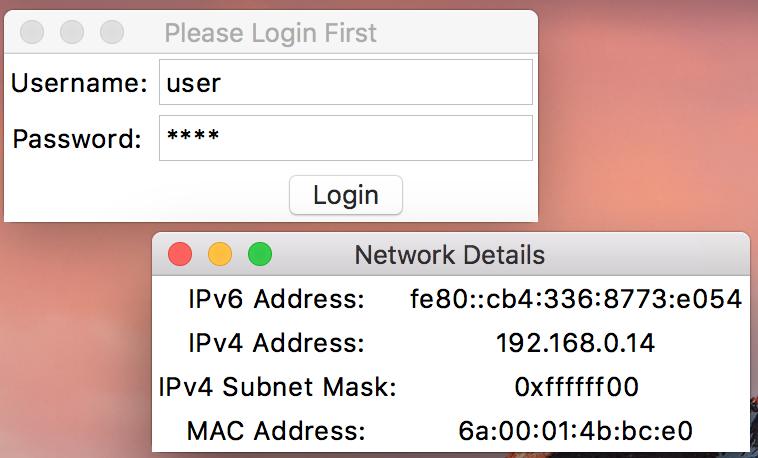 Please Login First
Username: user
Password: ****
Login
Network Details
IPv6 Address: fe80::cb4:336:8773:e054
IPv4 Address: 192.168.0.14
IPv4 Subnet Mask: 0xffffff00
MAC Address: 6a:00:01:4b:bc:e0